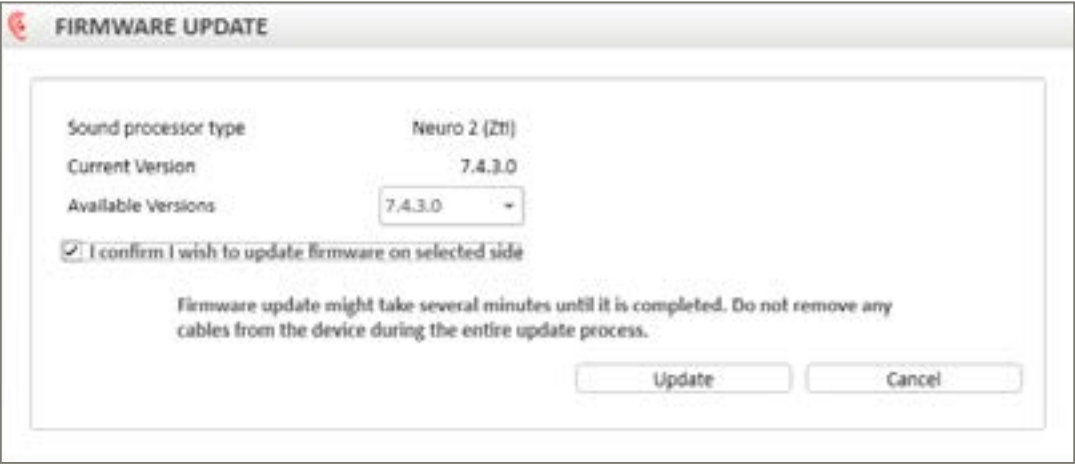 FIRMWARE UPDATE
Sound processor type Neuro 2 (Zti)
Current Version 7.4.3.0
Available Versions 7.4.3.0
I confirm I wish to update firmware on selected side
Firmware update might take several minutes until it is completed. Do not remove any
cables from the device during the entire update process.
Update Cancel